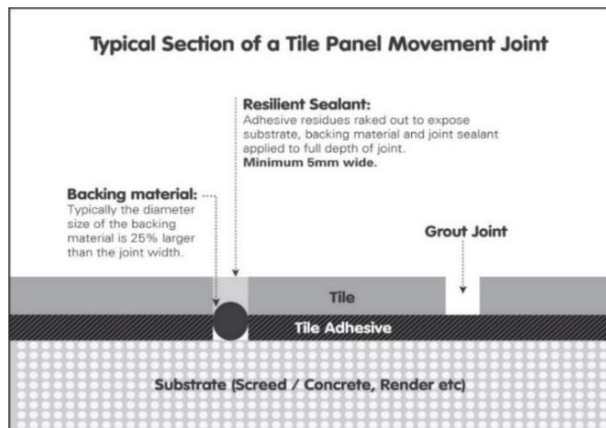 Typical Section of a Tile Panel Movement Joint
Resilient Sealant:
Adhesive residues raked out to expose
substrate, backing material and joint sealant
applied to full depth of joint.
Minimum 5mm wide.
Backing material:
Typically the diameter
size of the backing
material is 25% larger
than the joint width.
Grout Joint
Tile
Tile Adhesive
Substrate (Screed / Concrete, Render etc)